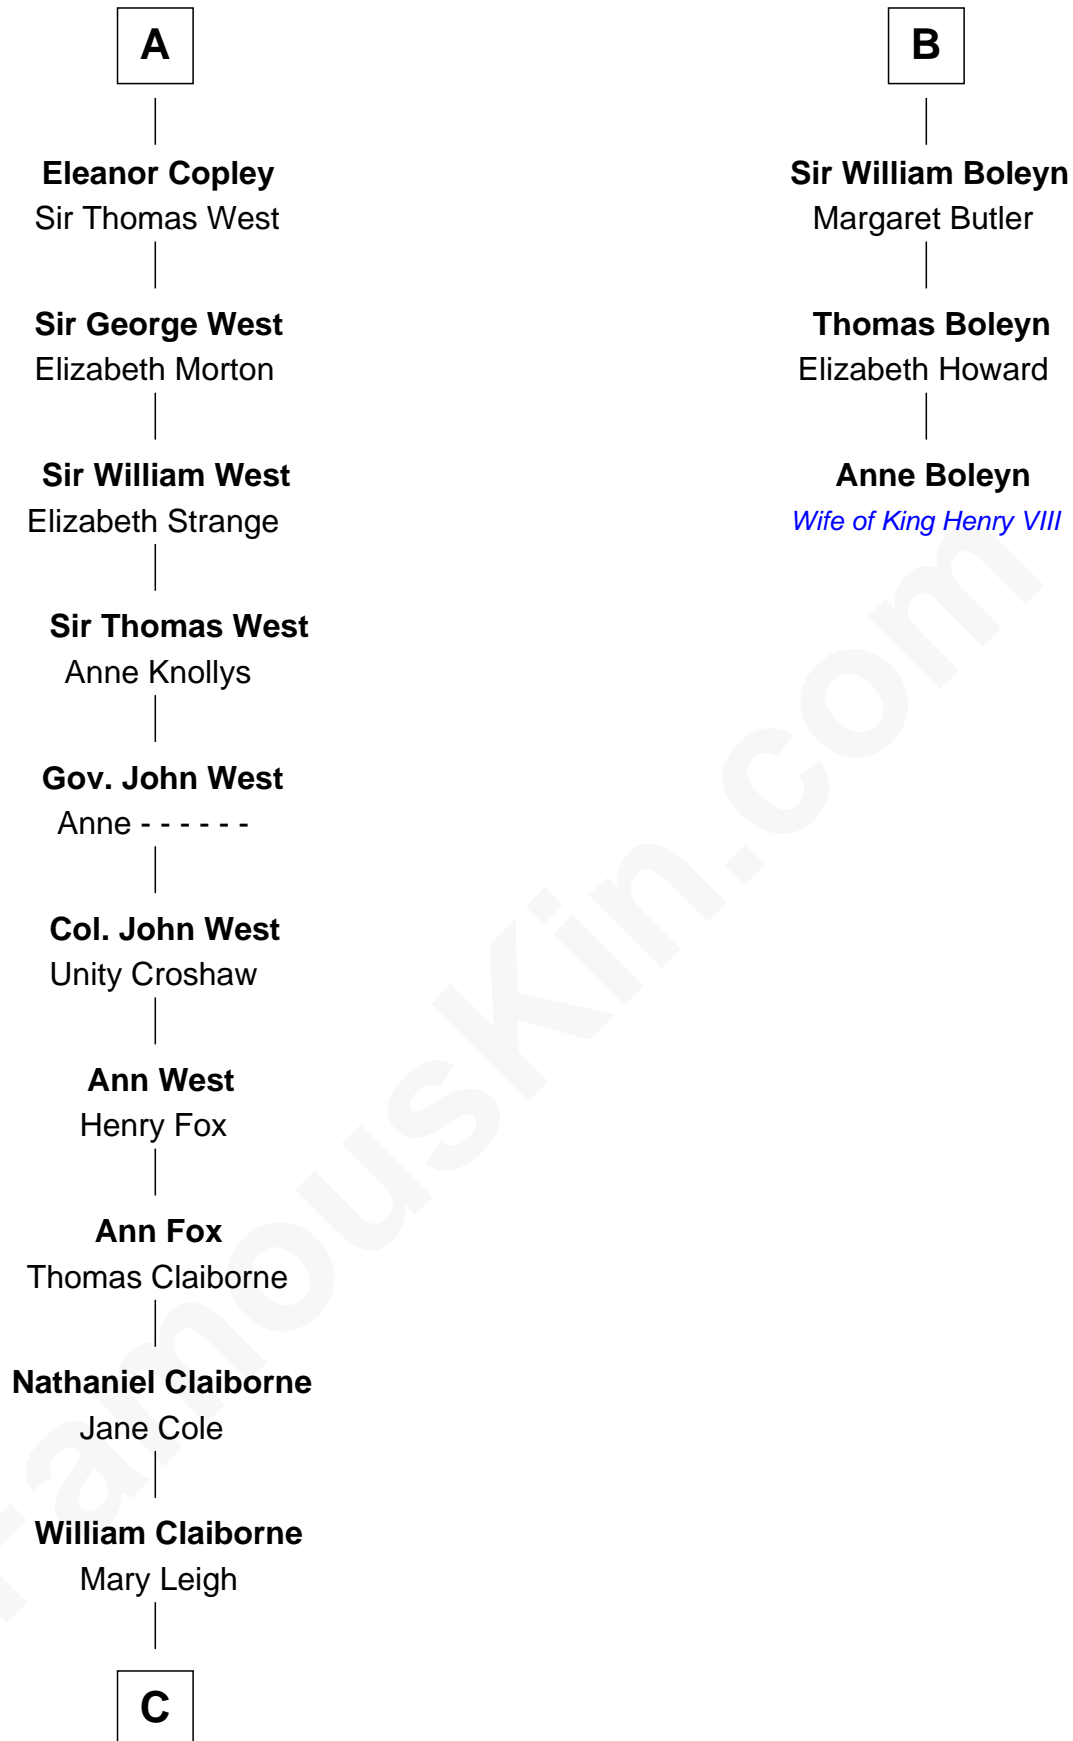 A
Eleanor Copley
Sir Thomas West
Sir George West
Elizabeth Morton
Sir William West
Elizabeth Strange
Sir Thomas West
Anne Knollys
Gov. John West
Anne - - - - - -
Col. John West
Unity Croshaw
Ann West
Henry Fox
Ann Fox
Thomas Claiborne
Nathaniel Claiborne
Jane Cole
William Claiborne
Mary Leigh
C
B
Sir William Boleyn
Margaret Butler
Thomas Boleyn
Elizabeth Howard
Anne Boleyn
Wife of King Henry VIII
FamousKin.com